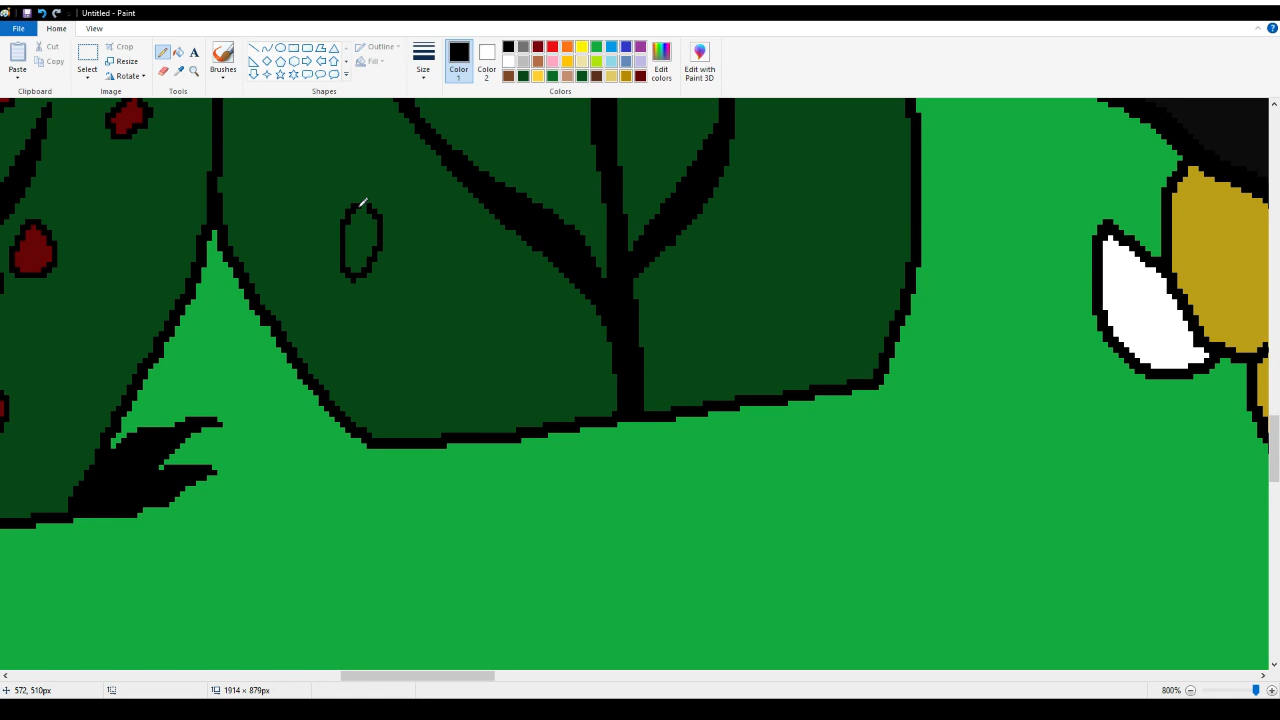 Untitled - Paint
File Home View
Paste
Cut
Copy
Clipboard
Select
Crop
Resize
Rotate
Image
A
Tools
Brushes
Outline
Fill
Shapes
Size
Color 1
Color 2
Edit colors
Colors
Edit with Paint 3D
572, 510px
1914 × 879px
800%